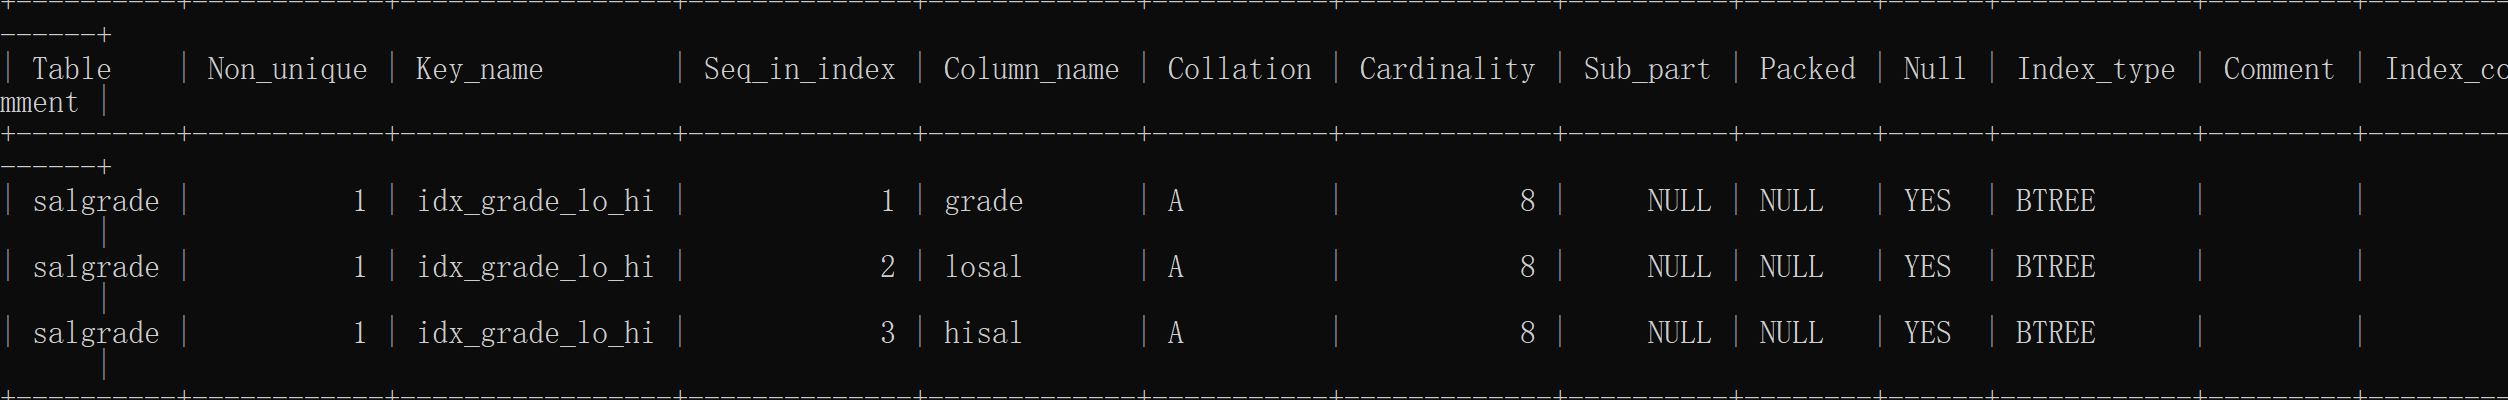 +----------+------------+-----------------+--------------+-------------+-----------+-------------+-----------+--------+------+------------+---------+---------
------+
| Table    | Non_unique | Key_name        | Seq_in_index | Column_name | Collation | Cardinality | Sub_part | Packed | Null | Index_type | Comment | Index_co
mment |
+----------+------------+-----------------+--------------+-------------+-----------+-------------+----------+--------+------+------------+---------+---------
------+
| salgrade |          1 | idx_grade_lo_hi |            1 | grade       | A         |           8 |     NULL | NULL   | YES  | BTREE      |         |
      |
| salgrade |          1 | idx_grade_lo_hi |            2 | losal       | A         |           8 |     NULL | NULL   | YES  | BTREE      |         |
      |
| salgrade |          1 | idx_grade_lo_hi |            3 | hisal       | A         |           8 |     NULL | NULL   | YES  | BTREE      |         |
      |
+----------+------------+-----------------+--------------+-------------+-----------+-------------+----------+--------+------+------------+---------+---------